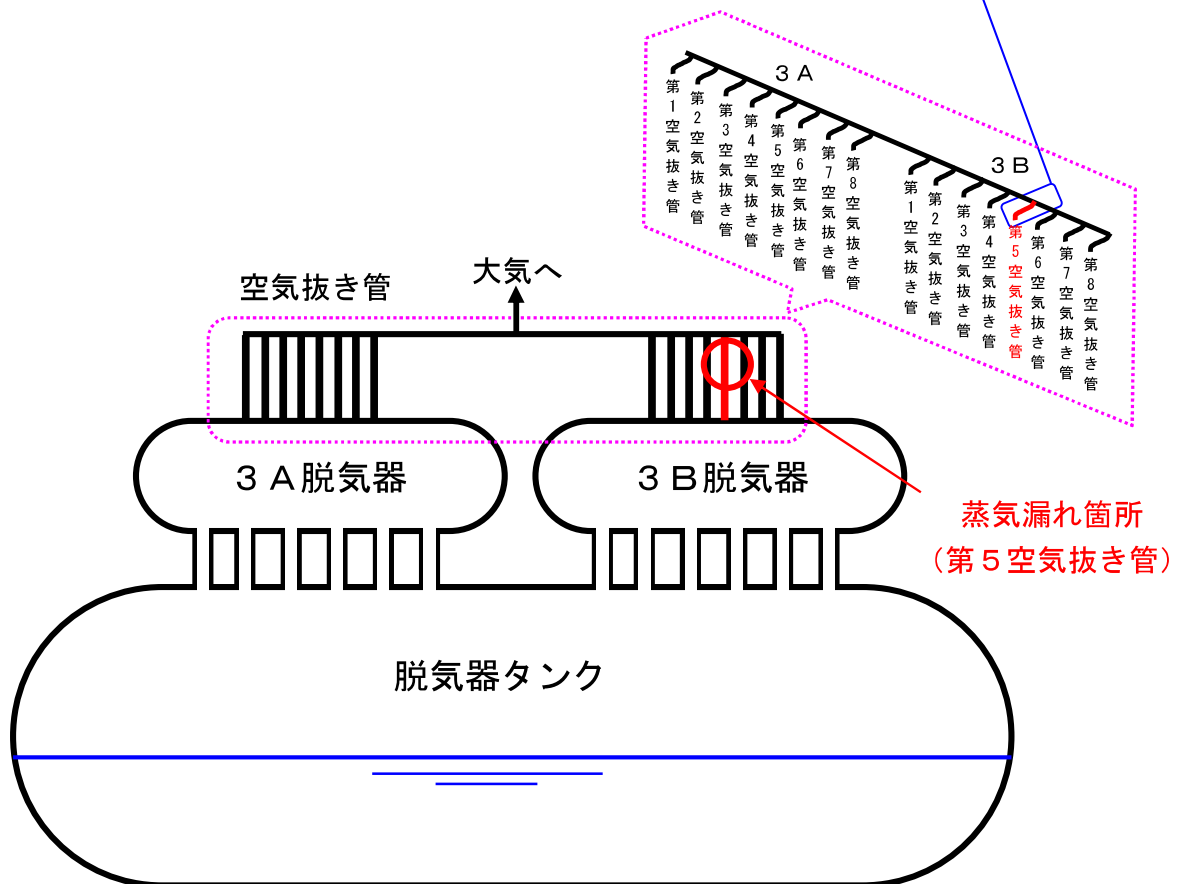 ３Ａ
第1空気抜き管
第2空気抜き管
第3空気抜き管
第4空気抜き管
第5空気抜き管
第6空気抜き管
第7空気抜き管
第8空気抜き管
３Ｂ
第1空気抜き管
第2空気抜き管
第3空気抜き管
第4空気抜き管
第5空気抜き管
第6空気抜き管
第7空気抜き管
第8空気抜き管
大気へ
空気抜き管
３Ａ脱気器
３Ｂ脱気器
蒸気漏れ箇所
（第５空気抜き管）
脱気器タンク